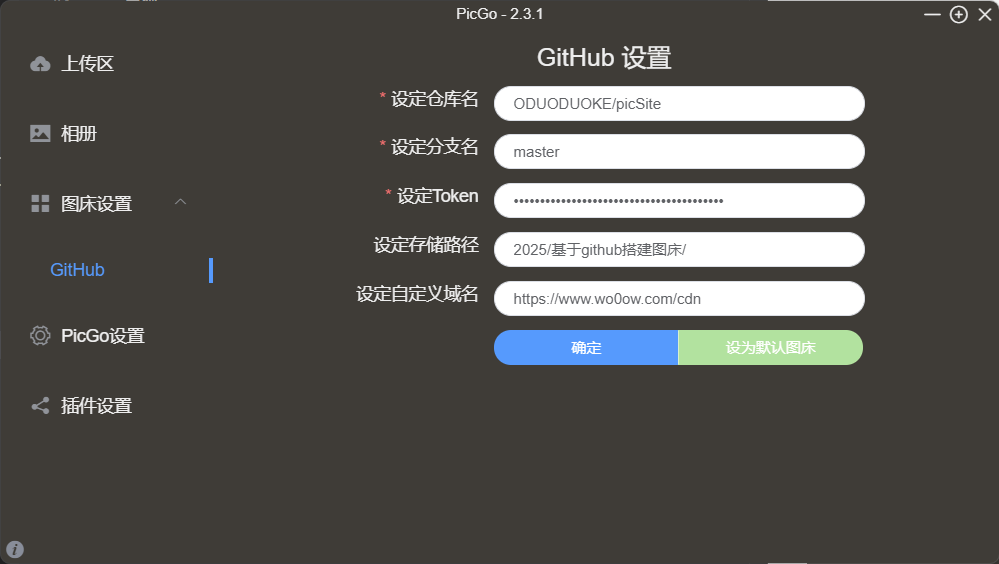 PicGo - 2.3.1
上传区
相册
图床设置
GitHub
PicGo设置
插件设置
GitHub 设置
* 设定仓库名 ODUODUOKE/picSite
* 设定分支名 master
* 设定Token ••••••••••••••••••••••••••••••••••••••••
设定存储路径 2025/基于github搭建图床/
设定自定义域名 https://www.wo0ow.com/cdn
确定 设为默认图床